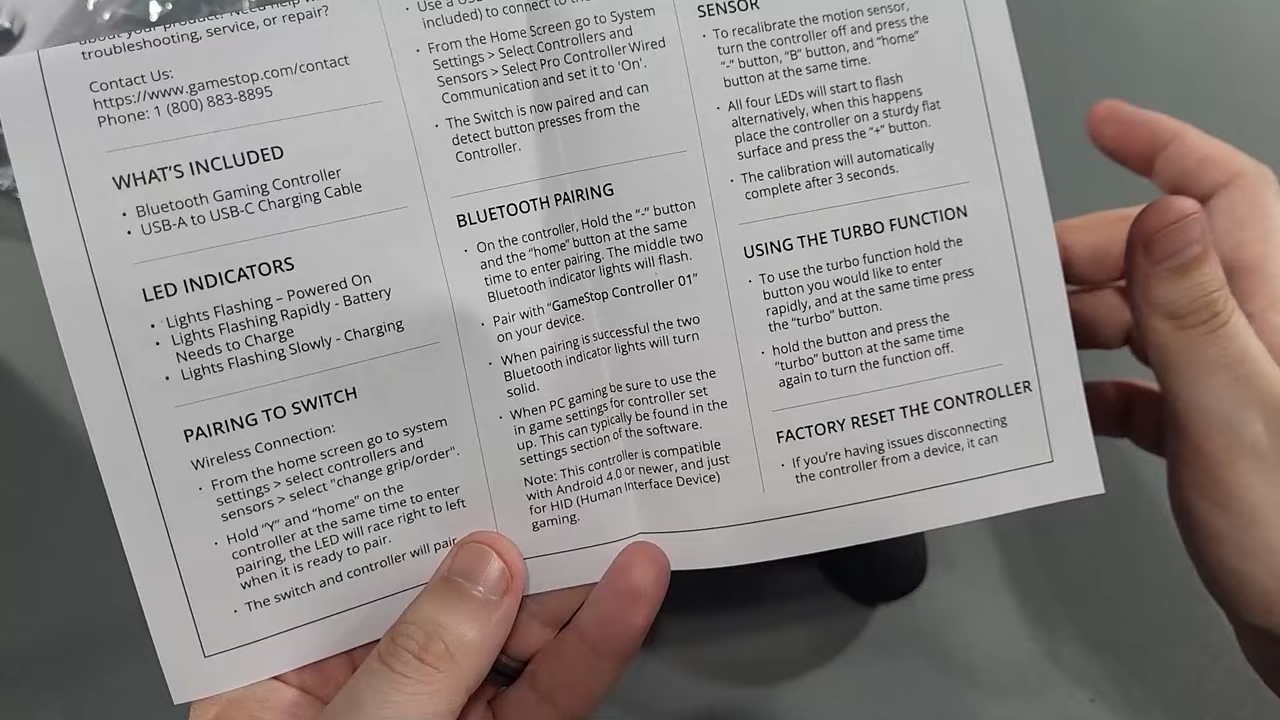 about your product? Need help
troubleshooting, service, or repair?
Contact Us:
https://www.gamestop.com/contact
Phone: 1 (800) 883-8895
WHAT'S INCLUDED
• Bluetooth Gaming Controller
• USB-A to USB-C Charging Cable
LED INDICATORS
• Lights Flashing – Powered On
• Lights Flashing Rapidly - Battery
Needs to Charge
• Lights Flashing Slowly - Charging
PAIRING TO SWITCH
Wireless Connection:
• From the home screen go to system
settings > select controllers and
sensors > select "change grip/order".
• Hold "Y" and "home" on the
controller at the same time to enter
pairing, the LED will race right to left
when it is ready to pair.
• The switch and controller will pair
• Use a
included) to connect to the
• From the Home Screen go to System
Settings > Select Controllers and
Sensors > Select Pro Controller Wired
Communication and set it to 'On'.
• The Switch is now paired and can
detect button presses from the
Controller.
BLUETOOTH PAIRING
• On the controller, Hold the "-" button
and the "home" button at the same
time to enter pairing. The middle two
Bluetooth indicator lights will flash.
• Pair with "GameStop Controller 01"
on your device.
• When pairing is successful the two
Bluetooth indicator lights will turn
solid.
• When PC gaming be sure to use the
in game settings for controller set
up. This can typically be found in the
settings section of the software.
Note: This controller is compatible
with Android 4.0 or newer, and just
for HID (Human Interface Device)
gaming.
SENSOR
• To recalibrate the motion sensor,
turn the controller off and press the
"-" button, "B" button, and "home"
button at the same time.
• All four LEDs will start to flash
alternatively, when this happens
place the controller on a sturdy flat
surface and press the "+" button.
• The calibration will automatically
complete after 3 seconds.
USING THE TURBO FUNCTION
• To use the turbo function hold the
button you would like to enter
rapidly, and at the same time press
the "turbo" button.
• hold the button and press the
"turbo" button at the same time
again to turn the function off.
FACTORY RESET THE CONTROLLER
• If you're having issues disconnecting
the controller from a device, it can